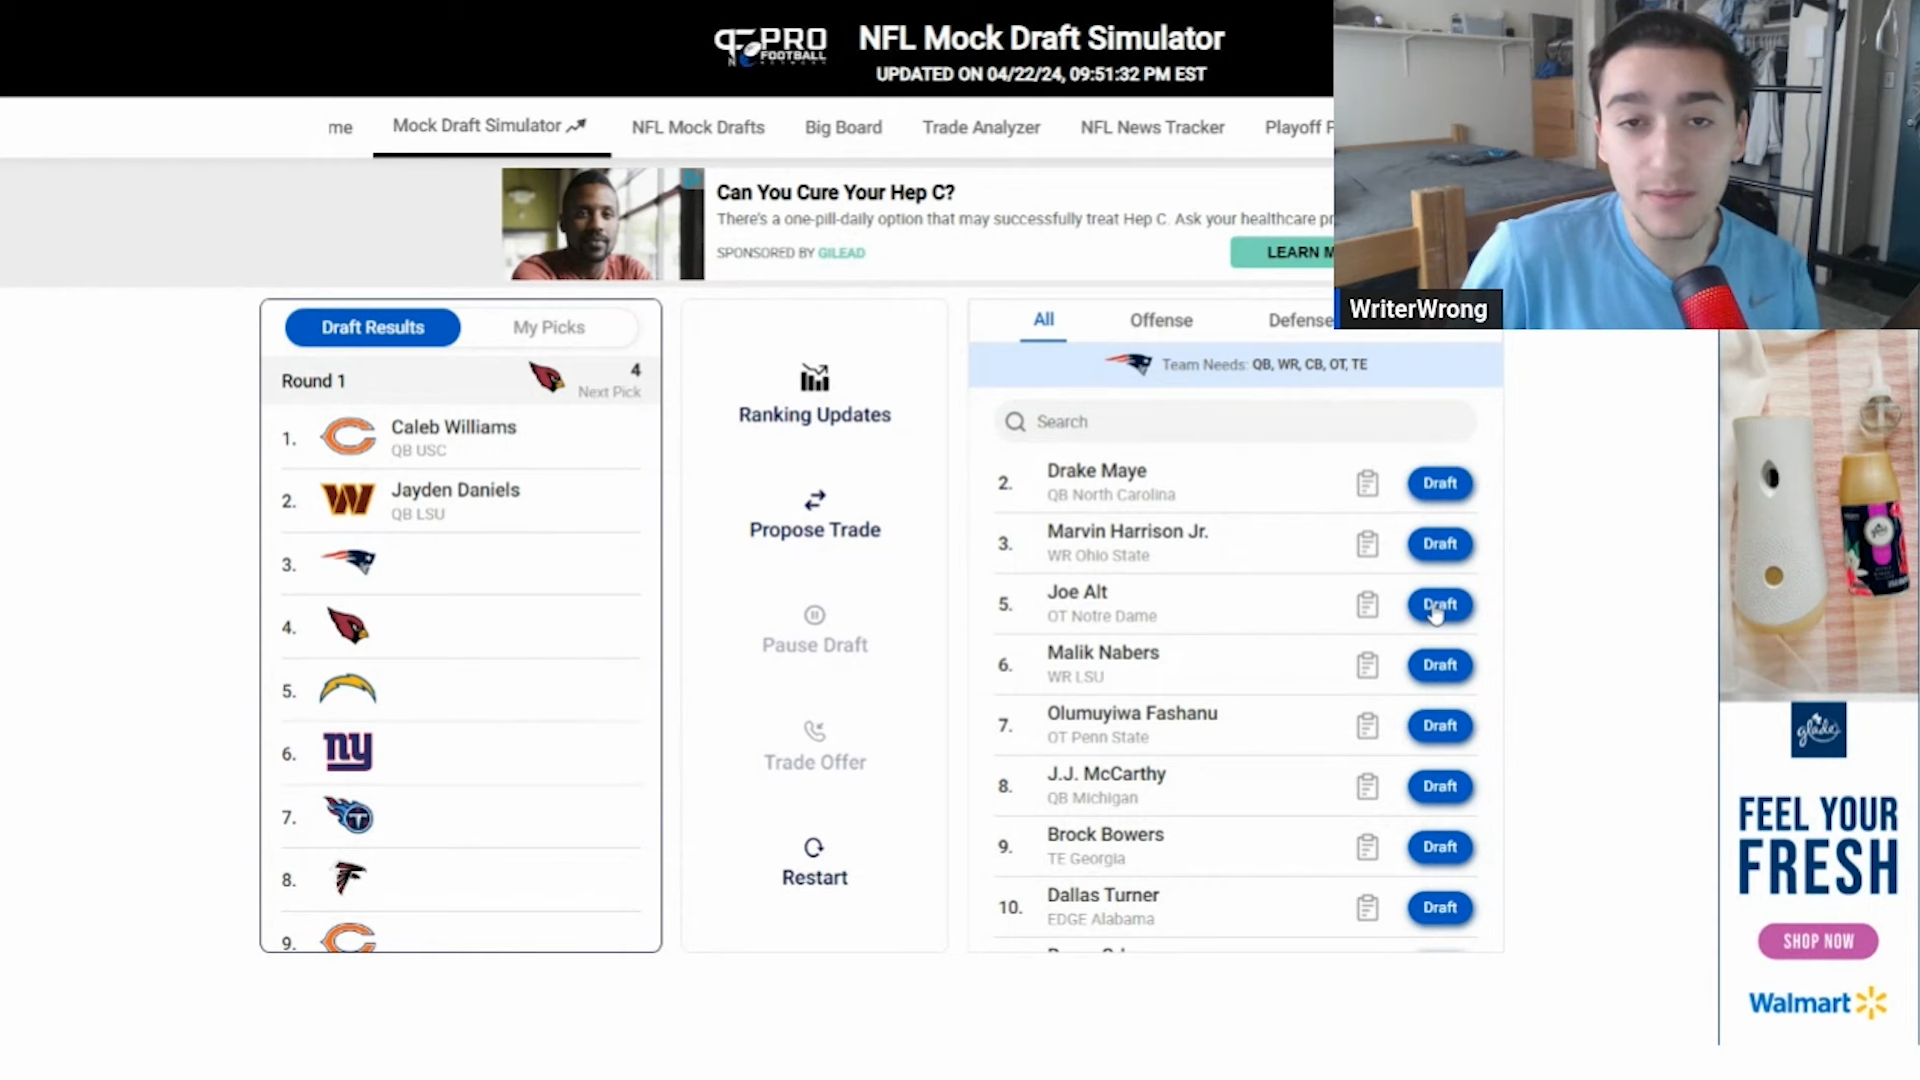 PRO
FOOTBALL
NETWORK
NFL Mock Draft Simulator
UPDATED ON 04/22/24, 09:51:32 PM EST
me
Mock Draft Simulator
NFL Mock Drafts
Big Board
Trade Analyzer
NFL News Tracker
Playoff P
Can You Cure Your Hep C?
There's a one-pill-daily option that may successfully treat Hep C. Ask your healthcare pr
SPONSORED BY GILEAD
LEARN M
WriterWrong
Draft Results
My Picks
Round 1
4
Next Pick
1.
Caleb Williams
QB USC
2.
Jayden Daniels
QB LSU
3.
4.
5.
6.
ny
7.
T
8.
9.
Ranking Updates
Propose Trade
Pause Draft
Trade Offer
Restart
All
Offense
Defense
Team Needs: QB, WR, CB, OT, TE
Search
2.
Drake Maye
QB North Carolina
Draft
3.
Marvin Harrison Jr.
WR Ohio State
Draft
5.
Joe Alt
OT Notre Dame
Draft
6.
Malik Nabers
WR LSU
Draft
7.
Olumuyiwa Fashanu
OT Penn State
Draft
8.
J.J. McCarthy
QB Michigan
Draft
9.
Brock Bowers
TE Georgia
Draft
10.
Dallas Turner
EDGE Alabama
Draft
glade
FEEL YOUR
FRESH
SHOP NOW
Walmart